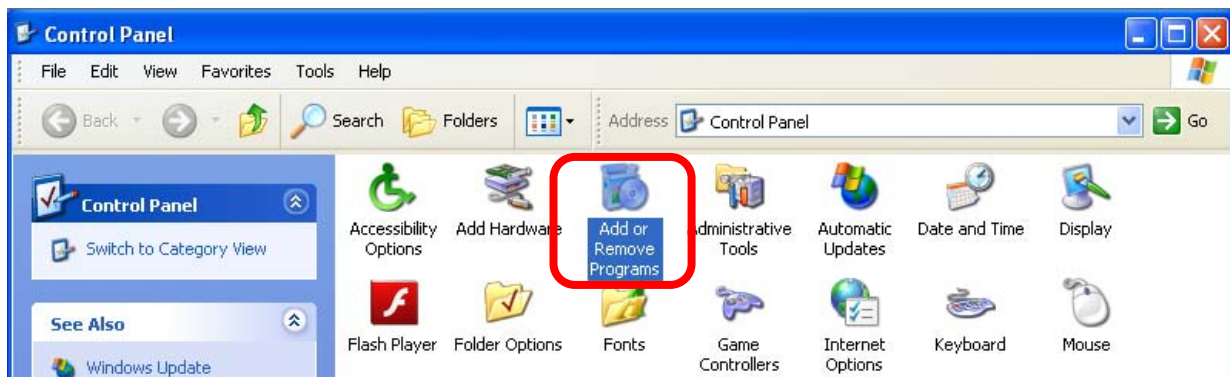 Control Panel
File Edit View Favorites Tools Help
Back Search Folders Address Control Panel Go
Control Panel
Switch to Category View
See Also
Windows Update
Accessibility
Options
Add Hardware
Add or
Remove
Programs
Administrative
Tools
Automatic
Updates
Date and Time
Display
Flash Player
Folder Options
Fonts
Game
Controllers
Internet
Options
Keyboard
Mouse